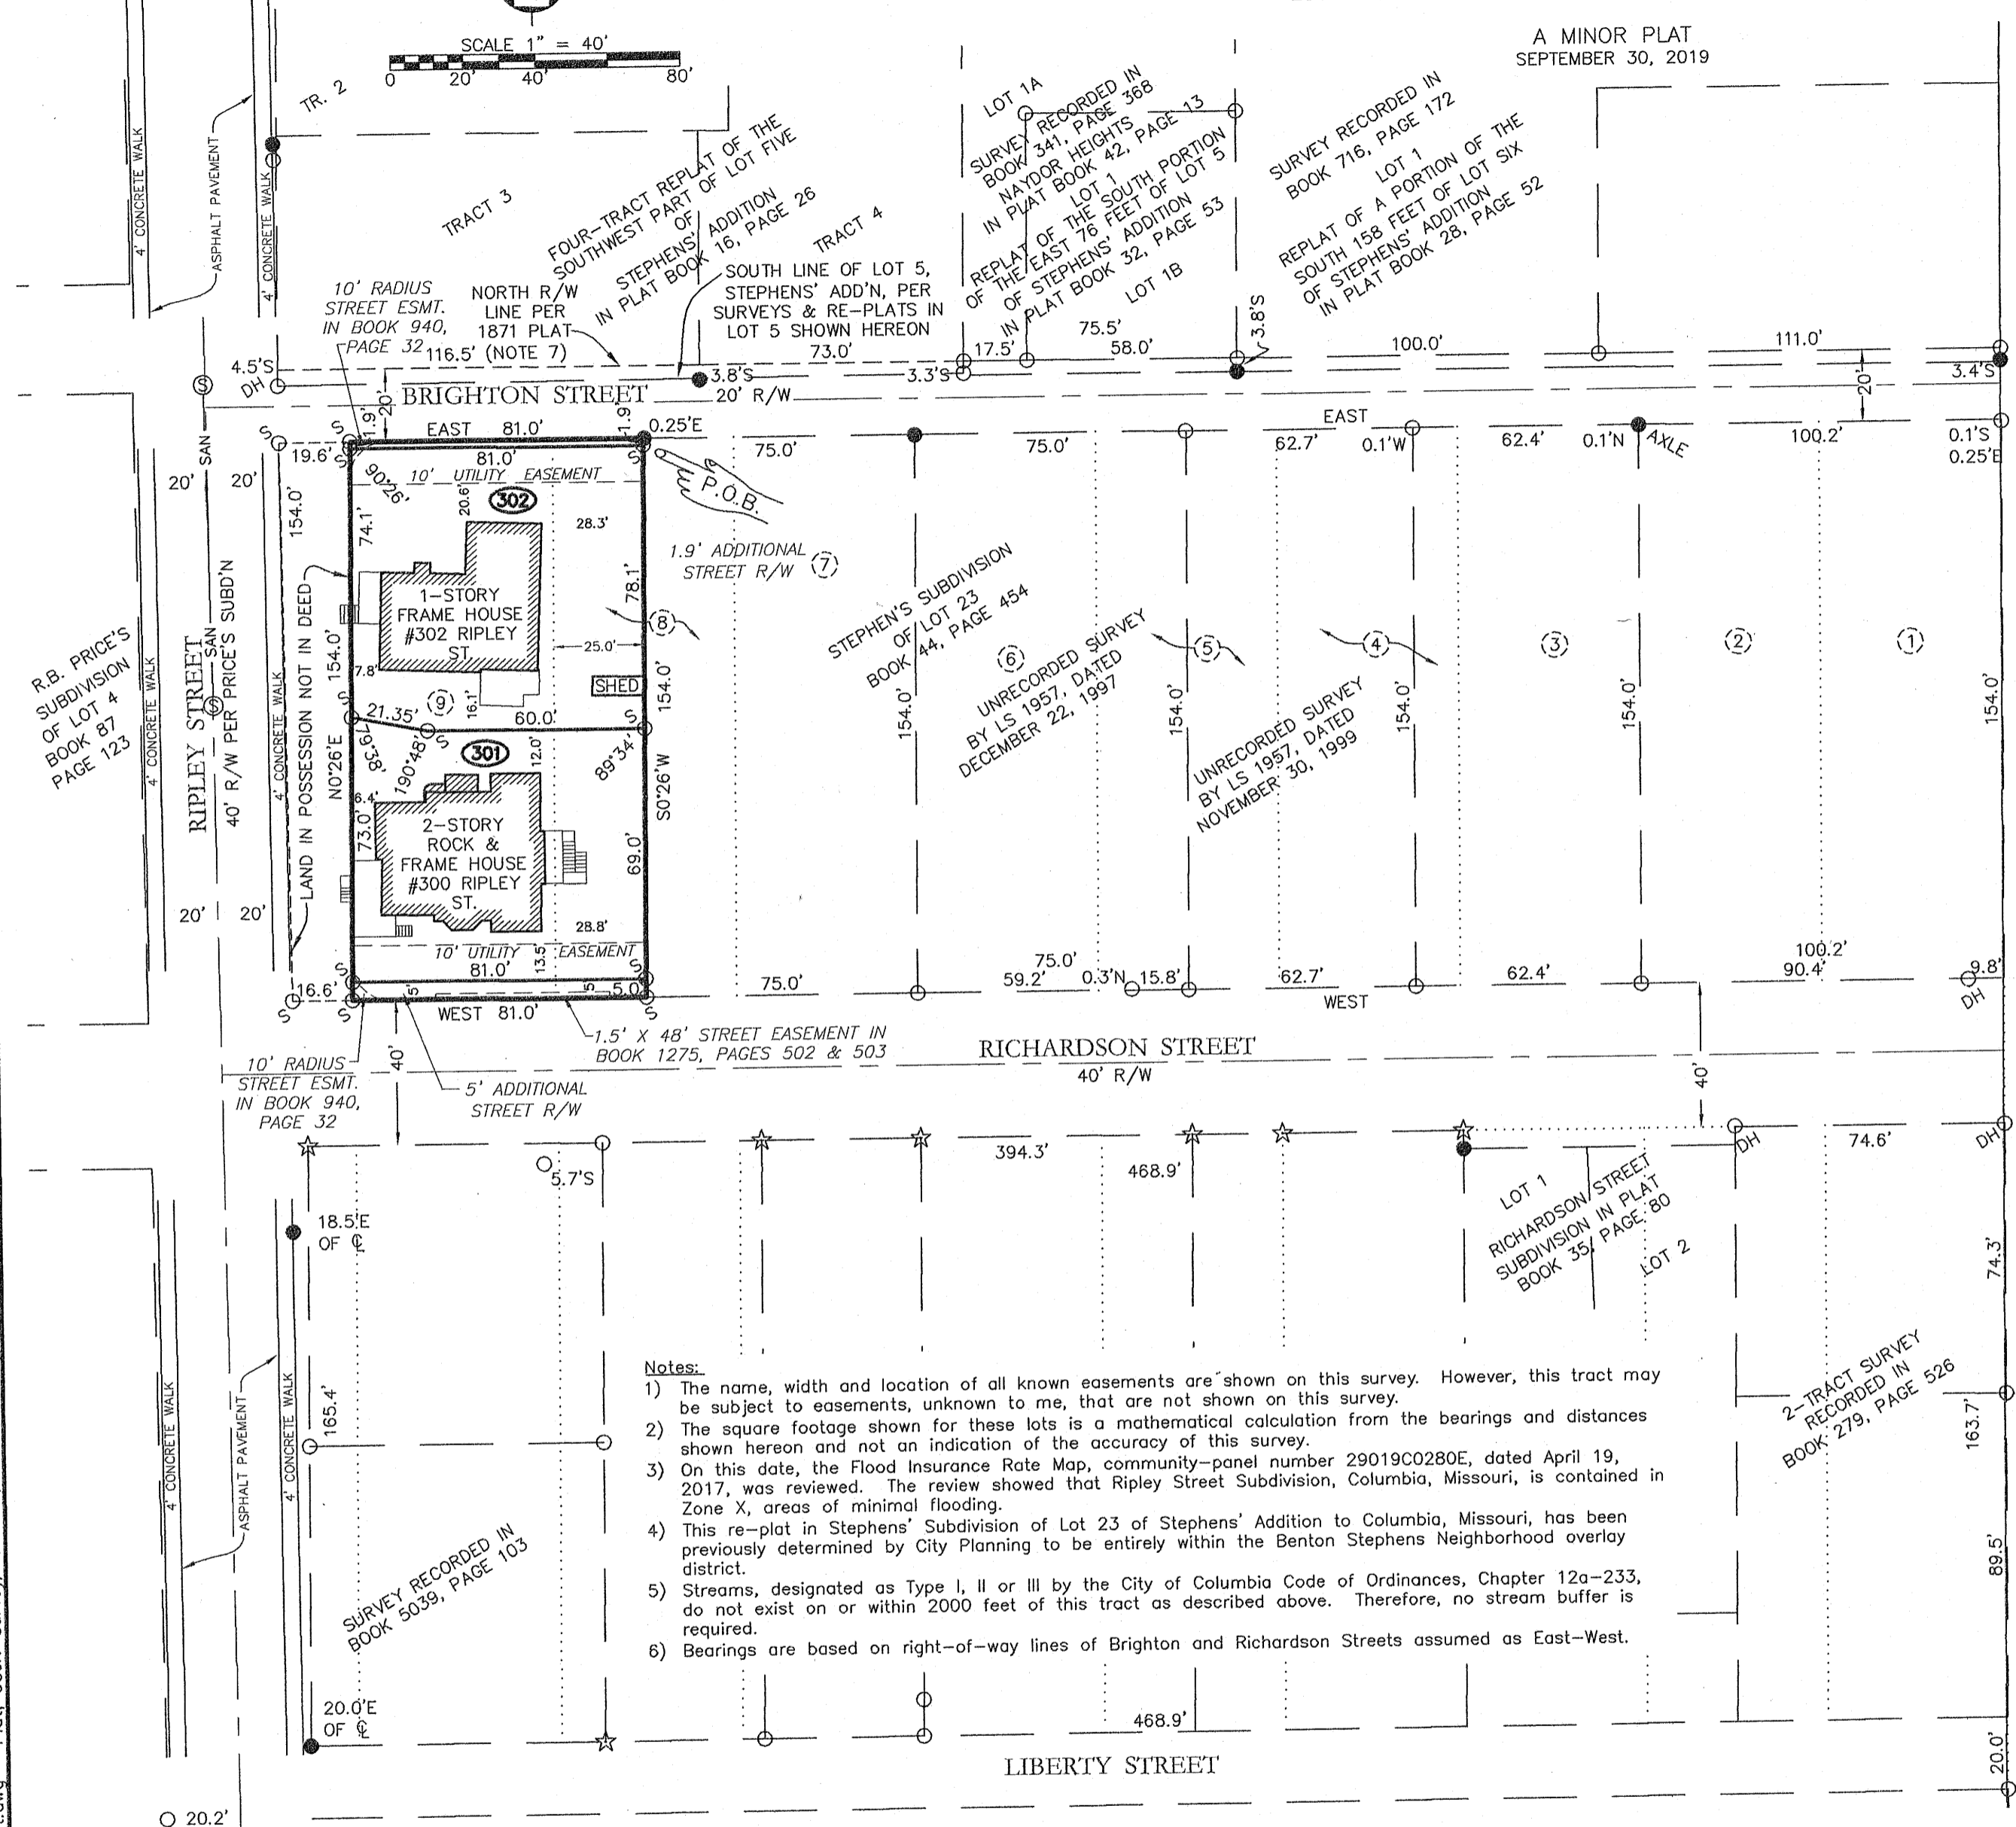 A MINOR PLAT
SEPTEMBER 30, 2019
SCALE 1" = 40'
0 20' 40' 80'
4' CONCRETE WALK
ASPHALT PAVEMENT
4' CONCRETE WALK
TR. 2
TRACT 3
FOUR-TRACT REPLAT OF THE
SOUTHWEST PART OF LOT FIVE
OF
STEPHENS' ADDITION
IN PLAT BOOK 16, PAGE 26
TRACT 4
LOT 1A
SURVEY RECORDED IN
BOOK 341, PAGE 368
NAYDOR HEIGHTS
IN PLAT BOOK 42, PAGE 13
LOT 1
REPLAT OF THE SOUTH PORTION
OF THE EAST 76 FEET OF LOT 5
OF STEPHENS' ADDITION
IN PLAT BOOK 32, PAGE 53
LOT 1B
SURVEY RECORDED IN
BOOK 716, PAGE 172
LOT 1
REPLAT OF A PORTION OF THE
SOUTH 158 FEET OF LOT SIX
OF STEPHENS' ADDITION
IN PLAT BOOK 28, PAGE 52
10' RADIUS
STREET ESMT.
IN BOOK 940,
PAGE 32
NORTH R/W
LINE PER
1871 PLAT
SOUTH LINE OF LOT 5,
STEPHENS' ADD'N, PER
SURVEYS & RE-PLATS IN
LOT 5 SHOWN HEREON
116.5' (NOTE 7)
73.0'
17.5'
75.5'
58.0'
3.8'S
100.0'
111.0'
4.5'S
DH
3.8'S
3.3'S
3.4'S
S
BRIGHTON STREET
20' R/W
20'
20'
1.9'
1.9'
EAST 81.0'
0.25'E
EAST
S
S
19.6'
S
81.0'
S
75.0'
75.0'
62.7'
0.1'W
62.4'
0.1'N
AXLE
100.2'
0.1'S
0.25'E
90°26'
10' UTILITY EASEMENT
P.O.B.
20'
20'
SAN
154.0'
74.1'
20.6'
302
28.3'
1.9' ADDITIONAL
STREET R/W
7
78.1'
1-STORY
FRAME HOUSE
#302 RIPLEY
ST.
8
25.0'
STEPHEN'S SUBDIVISION
OF LOT 23
BOOK 44, PAGE 454
6
5
4
3
2
1
UNRECORDED SURVEY
BY LS 1957, DATED
DECEMBER 22, 1997
UNRECORDED SURVEY
BY LS 1957, DATED
NOVEMBER 30, 1999
154.0'
154.0'
154.0'
154.0'
154.0'
R.B. PRICE'S
SUBDIVISION
OF LOT 4
BOOK 87
PAGE 123
4' CONCRETE WALK
RIPLEY STREET
SAN
S
40' R/W PER PRICE'S SUBD'N
4' CONCRETE WALK
LAND IN POSSESSION NOT IN DEED
N0°26'E
154.0'
7.8'
16.1'
9
SHED
154.0'
S
21.35'
60.0'
S
79°38'
S
190°48'
301
12.0'
89°34'
S0°26'W
6.4'
73.0'
2-STORY
ROCK &
FRAME HOUSE
#300 RIPLEY
ST.
69.0'
20'
20'
28.8'
10' UTILITY EASEMENT
13.5'
S
81.0'
16.6'
S
S
5'
5'
5.0'
S
WEST 81.0'
75.0'
75.0'
59.2'
0.3'N
15.8'
62.7'
WEST
62.4'
100.2'
90.4'
9.8'
DH
1.5' X 48' STREET EASEMENT IN
BOOK 1275, PAGES 502 & 503
RICHARDSON STREET
40' R/W
40'
40'
10' RADIUS
STREET ESMT.
IN BOOK 940,
PAGE 32
5' ADDITIONAL
STREET R/W
5.7'S
394.3'
468.9'
DH
74.6'
DH
LOT 1
RICHARDSON STREET
SUBDIVISION IN PLAT
BOOK 35, PAGE 80
LOT 2
74.3'
18.5'E
OF ℄
165.4'
4' CONCRETE WALK
ASPHALT PAVEMENT
4' CONCRETE WALK
2-TRACT SURVEY
RECORDED IN
BOOK 279, PAGE 526
163.7'
89.5'
SURVEY RECORDED IN
BOOK 5039, PAGE 103
Notes:
1) The name, width and location of all known easements are shown on this survey. However, this tract may
be subject to easements, unknown to me, that are not shown on this survey.
2) The square footage shown for these lots is a mathematical calculation from the bearings and distances
shown hereon and not an indication of the accuracy of this survey.
3) On this date, the Flood Insurance Rate Map, community-panel number 29019C0280E, dated April 19,
2017, was reviewed. The review showed that Ripley Street Subdivision, Columbia, Missouri, is contained in
Zone X, areas of minimal flooding.
4) This re-plat in Stephens' Subdivision of Lot 23 of Stephens' Addition to Columbia, Missouri, has been
previously determined by City Planning to be entirely within the Benton Stephens Neighborhood overlay
district.
5) Streams, designated as Type I, II or III by the City of Columbia Code of Ordinances, Chapter 12a-233,
do not exist on or within 2000 feet of this tract as described above. Therefore, no stream buffer is
required.
6) Bearings are based on right-of-way lines of Brighton and Richardson Streets assumed as East-West.
20.0'E
OF ℄
468.9'
LIBERTY STREET
20.0'
20.2'